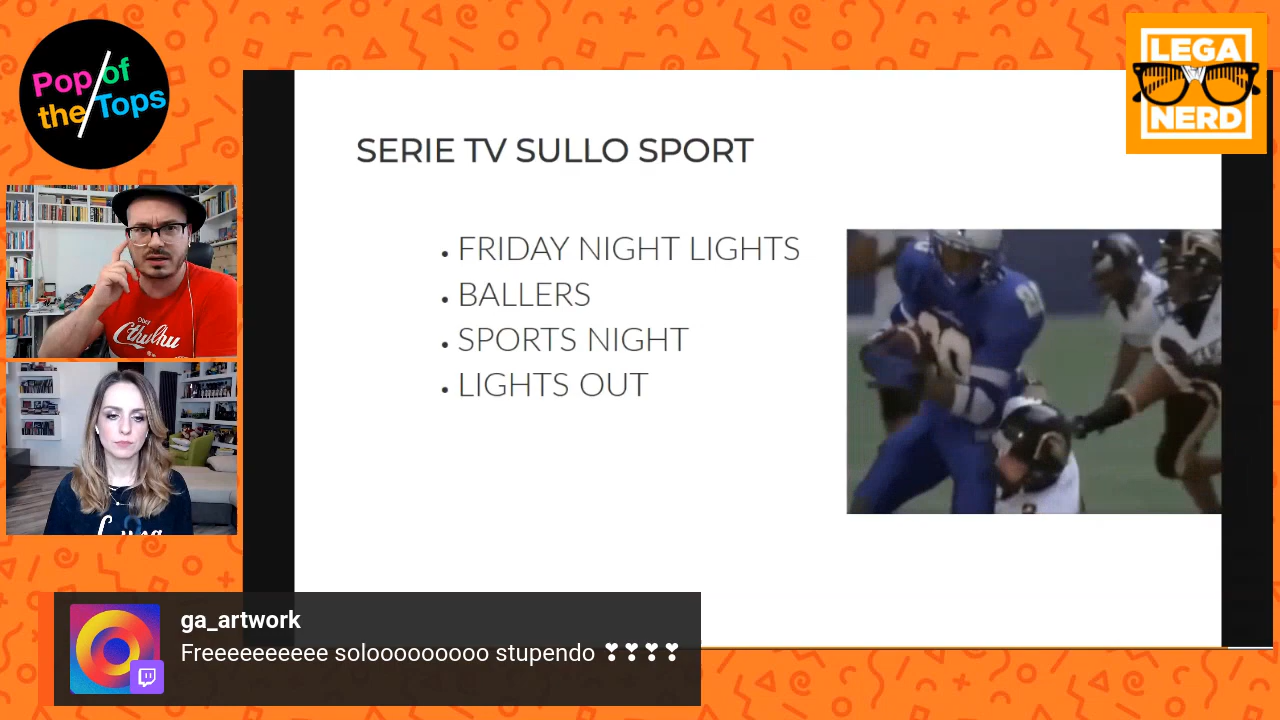 Pop of
the Tops
LEGA
NERD
SERIE TV SULLO SPORT
• FRIDAY NIGHT LIGHTS
• BALLERS
• SPORTS NIGHT
• LIGHTS OUT
Cthulhu
ga_artwork
Freeeeeeeeee solooooooooo stupendo ❣❣❣❣